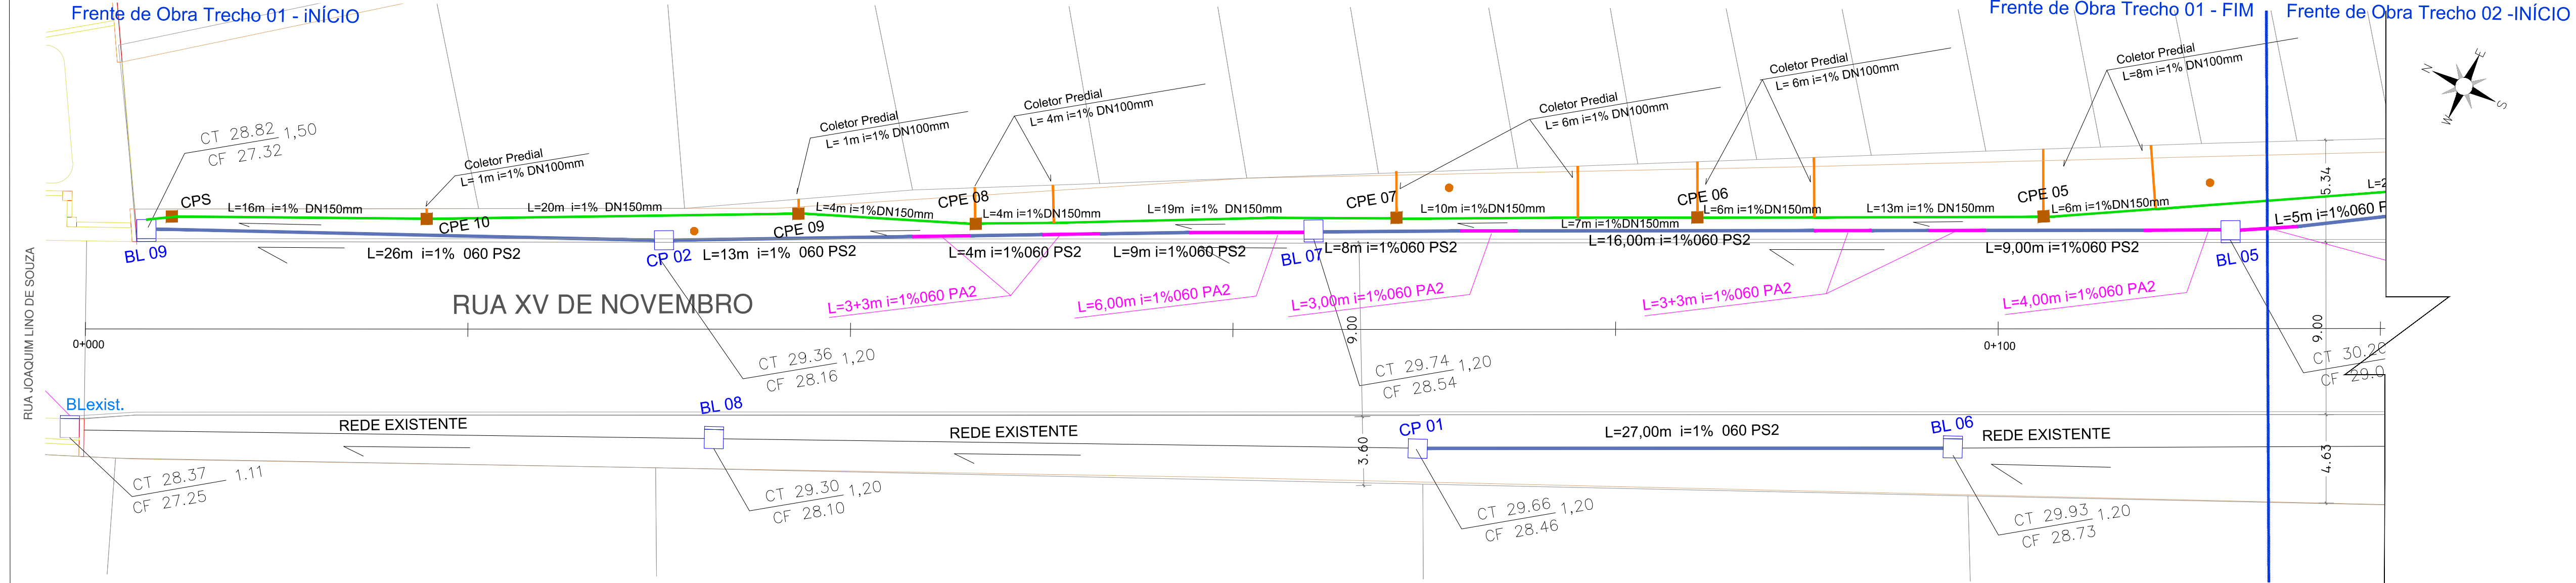 Frente de Obra Trecho 01 - iNÍCIO
Frente de Obra Trecho 01 - FIM
Frente de Obra Trecho 02 -INÍCIO
N
E
S
W
CT 28.82
1,50
CF 27.32
Coletor Predial
L= 1m i=1% DN100mm
Coletor Predial
L= 1m i=1% DN100mm
Coletor Predial
L= 4m i=1% DN100mm
Coletor Predial
L= 6m i=1% DN100mm
Coletor Predial
L= 6m i=1% DN100mm
Coletor Predial
L=8m i=1% DN100mm
CPS
L=16m i=1% DN150mm
CPE 10
L=20m i=1% DN150mm
CPE 09
L=4m i=1%DN150mm
CPE 08
L=4m i=1%DN150mm
L=19m i=1% DN150mm
CPE 07
L=10m i=1%DN150mm
L=7m i=1%DN150mm
CPE 06
L=6m i=1%DN150mm
L=13m i=1%DN150mm
CPE 05
L=6m i=1%DN150mm
L=2
5.34
BL 09
L=26m i=1% 060 PS2
CP 02
L=13m i=1% 060 PS2
L=4m i=1%060 PS2
L=9m i=1%060 PS2
BL 07
L=8m i=1%060 PS2
L=16,00m i=1%060 PS2
L=9,00m i=1%060 PS2
BL 05
L=5m i=1%060 P
RUA XV DE NOVEMBRO
L=3+3m i=1%060 PA2
L=6,00m i=1%060 PA2
L=3,00m i=1%060 PA2
L=3+3m i=1%060 PA2
L=4,00m i=1%060 PA2
RUA JOAQUIM LINO DE SOUZA
0+000
9.00
0+100
9.00
CT 29.36
1,20
CF 28.16
CT 29.74
1,20
CF 28.54
CT 30.20
CF 29.0
BLexist.
REDE EXISTENTE
BL 08
REDE EXISTENTE
CP 01
L=27,00m i=1% 060 PS2
BL 06
REDE EXISTENTE
3.60
4.63
CT 28.37
1.11
CF 27.25
CT 29.30
1,20
CF 28.10
CT 29.66
1,20
CF 28.46
CT 29.93
1.20
CF 28.73